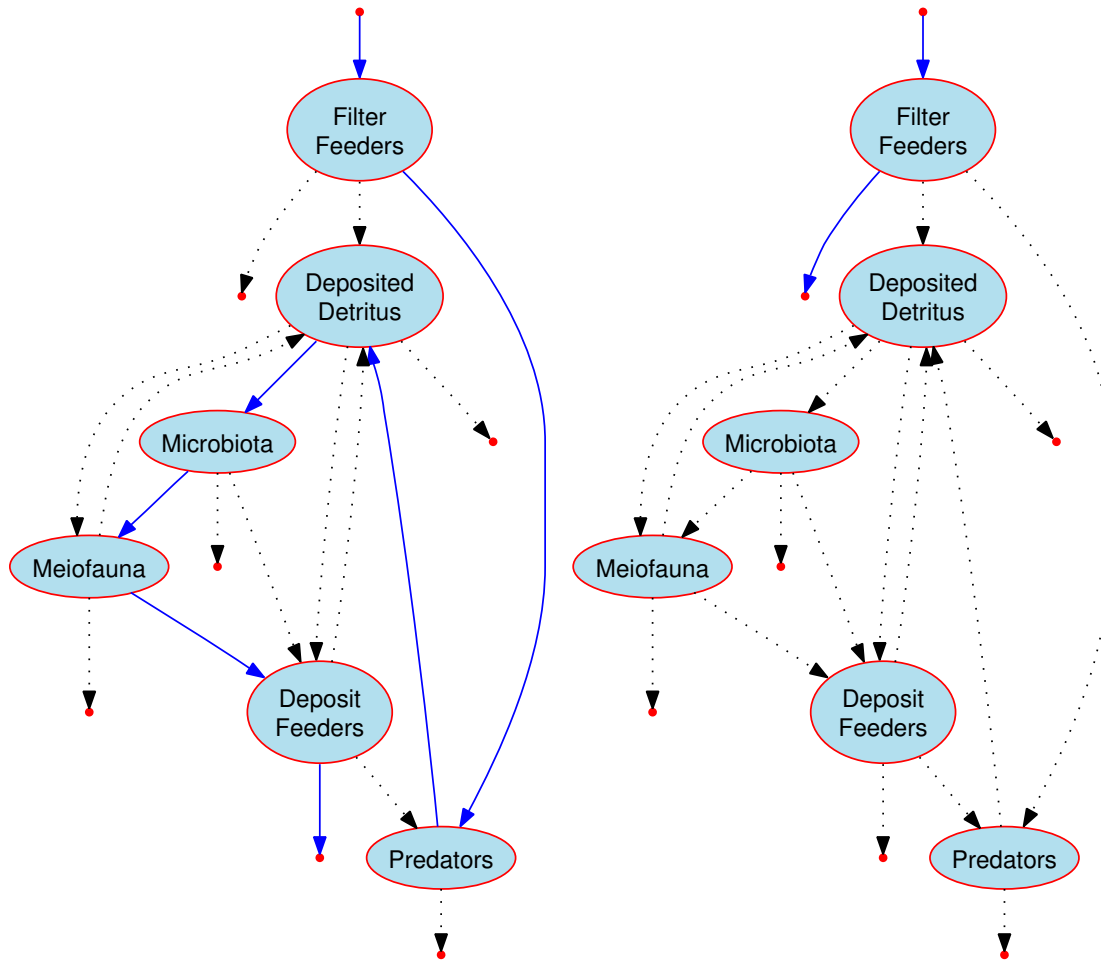 Filter
Feeders
Deposited
Detritus
Microbiota
Meiofauna
Deposit
Feeders
Predators
Filter
Feeders
Deposited
Detritus
Microbiota
Meiofauna
Deposit
Feeders
Predators